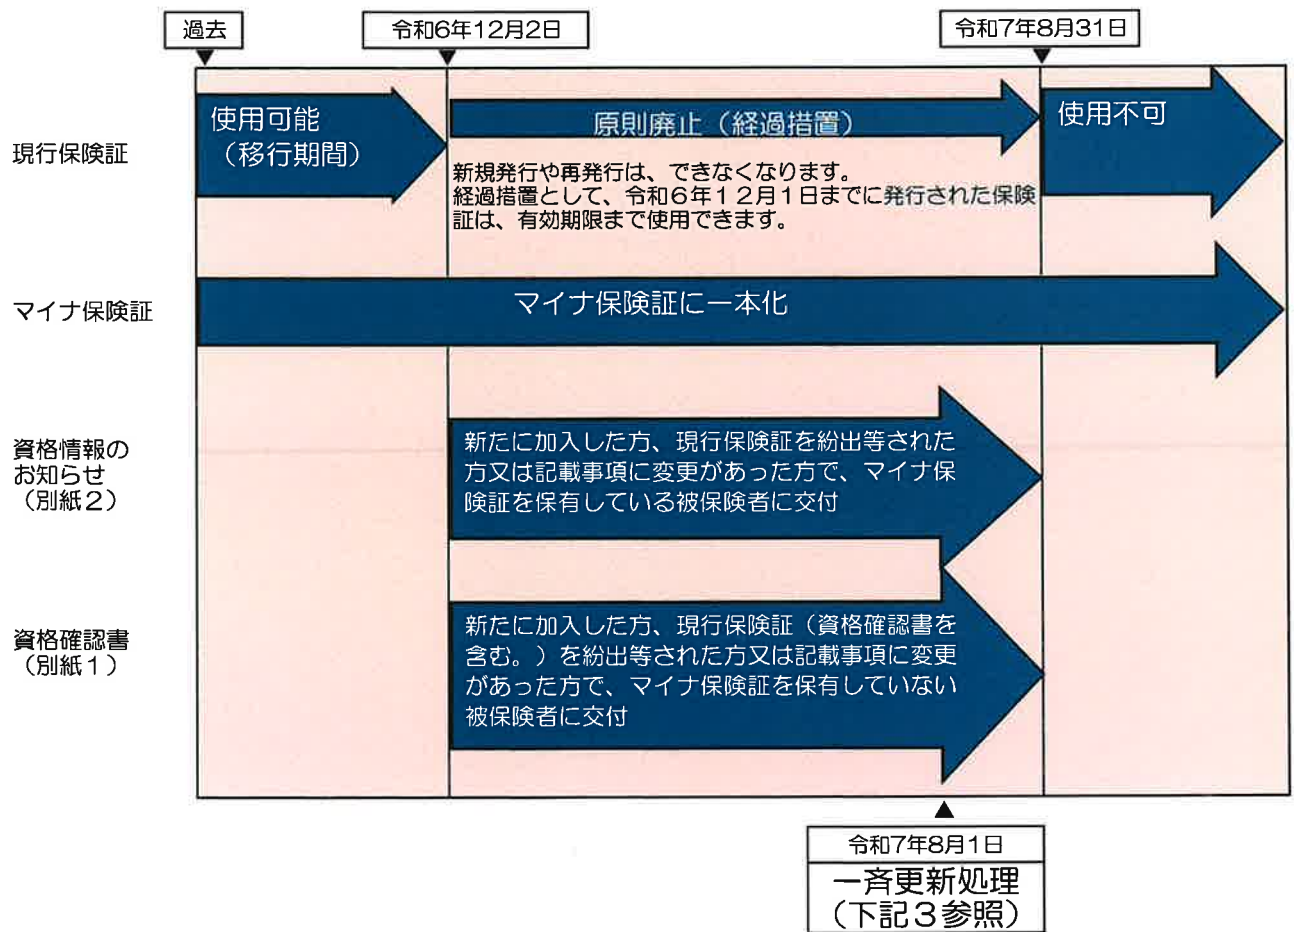 過去
令和6年12月2日
令和7年8月31日
現行保険証
使用可能
（移行期間）
原則廃止（経過措置）
使用不可
新規発行や再発行は、できなくなります。
経過措置として、令和6年12月1日までに発行された保険
証は、有効期限まで使用できます。
マイナ保険証
マイナ保険証に一本化
資格情報の
お知らせ
（別紙2）
新たに加入した方、現行保険証を紛出等された
方又は記載事項に変更があった方で、マイナ保
険証を保有している被保険者に交付
資格確認書
（別紙1）
新たに加入した方、現行保険証（資格確認書を
含む。）を紛出等された方又は記載事項に変更
があった方で、マイナ保険証を保有していない
被保険者に交付
令和7年8月1日
一斉更新処理
（下記3参照）